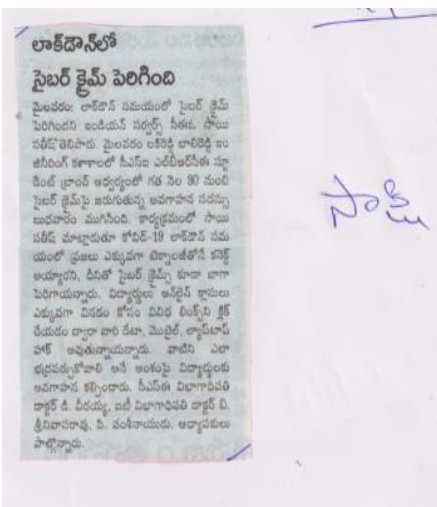 లాక్‌డౌన్‌లో
సైబర్ క్రైమ్ పెరిగింది
మైలవరం: లాక్‌డౌన్ సమయంలో సైబర్ క్రైమ్
పెరిగిందని ఇండియన్ సర్వర్స్ సీఈఓ సాయి
సతీష్ తెలిపారు. మైలవరం లకిరెడ్డి బాలిరెడ్డి ఇం
జినీరింగ్ కళాశాలలో సీఎస్ఐ ఎల్‌బీఆర్‌సీఈ స్టూ
డెంట్ బ్రాంచ్ ఆధ్వర్యంలో గత నెల 30 నుంచి
సైబర్ క్రైమ్‌పై జరుగుతున్న అవగాహన సదస్సు
బుధవారం ముగిసింది. కార్యక్రమంలో సాయి
సతీష్ మాట్లాడుతూ కోవిడ్-19 లాక్‌డౌన్ సమ
యంలో ప్రజలు ఎక్కువగా టెక్నాలజీతోనే కనెక్ట్
అయ్యారని, దీనితో సైబర్ క్రైమ్స్ కూడా బాగా
పెరిగాయన్నారు. విద్యార్థులు ఆన్‌లైన్ క్లాసులు
ఎక్కువగా వినడం కోసం వివిధ లింక్స్‌ని క్లిక్
చేయడం ద్వారా వారి డేటా, మొబైల్, ల్యాప్‌టాప్
హాక్ అవుతున్నాయన్నారు. వాటిని ఎలా
భద్రపర్చుకోవాలి అనే అంశంపై విద్యార్థులకు
అవగాహన కల్పించారు. సీఎస్ఈ విభాగాధిపతి
డాక్టర్ డి. వీరయ్య, ఐటీ విభాగాధిపతి డాక్టర్ బి.
శ్రీనివాసరావు, పి. వంశీనాయుడు, అధ్యాపకులు
పాల్గొన్నారు.
సాక్షి